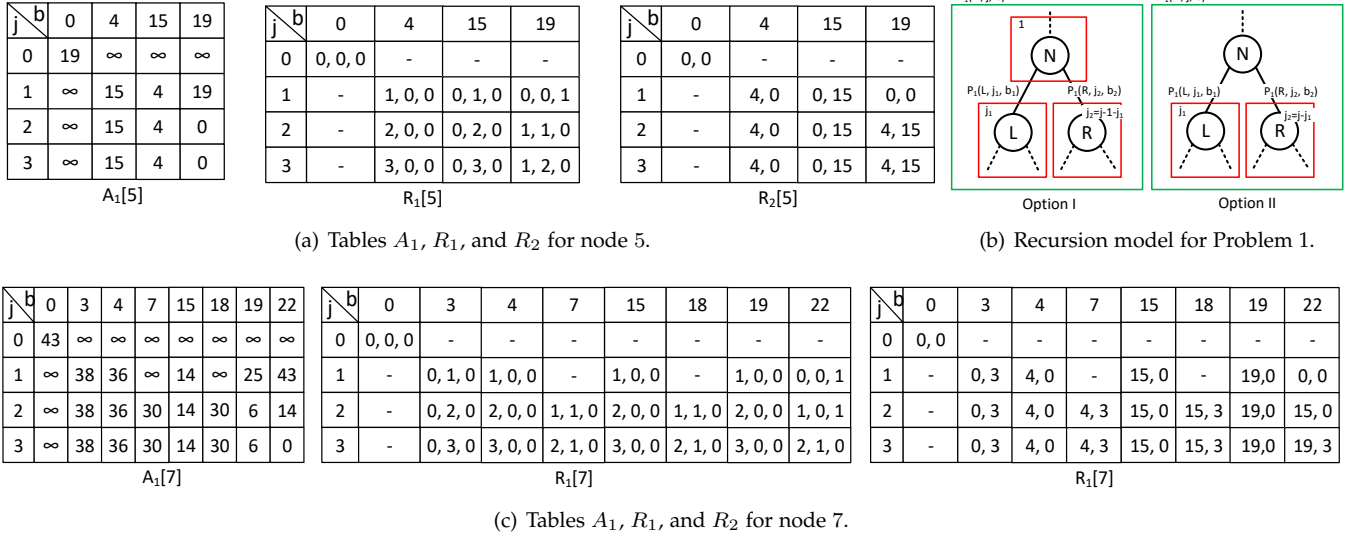 j b 0 4 15 19
0 19 ∞ ∞ ∞
1 ∞ 15 4 19
2 ∞ 15 4 0
3 ∞ 15 4 0
A₁[5]
j b 0 4 15 19
0 0, 0, 0 - - -
1 - 1, 0, 0 0, 1, 0 0, 0, 1
2 - 2, 0, 0 0, 2, 0 1, 1, 0
3 - 3, 0, 0 0, 3, 0 1, 2, 0
R₁[5]
j b 0 4 15 19
0 0, 0 - - -
1 - 4, 0 0, 15 0, 0
2 - 4, 0 0, 15 4, 15
3 - 4, 0 0, 15 4, 15
R₂[5]
(a) Tables A₁, R₁, and R₂ for node 5.
1
N
P₁(L, j₁, b₁) P₁(R, j₂, b₂)
j₁ j₂=j-1-j₁
L R
Option I
N
P₁(L, j₁, b₁) P₁(R, j₂, b₂)
j₁ j₂=j-j₁
L R
Option II
(b) Recursion model for Problem 1.
j b 0 3 4 7 15 18 19 22
0 43 ∞ ∞ ∞ ∞ ∞ ∞ ∞
1 ∞ 38 36 ∞ 14 ∞ 25 43
2 ∞ 38 36 30 14 30 6 14
3 ∞ 38 36 30 14 30 6 0
A₁[7]
j b 0 3 4 7 15 18 19 22
0 0, 0, 0 - - - - - - -
1 - 0, 1, 0 1, 0, 0 - 1, 0, 0 - 1, 0, 0 0, 0, 1
2 - 0, 2, 0 2, 0, 0 1, 1, 0 2, 0, 0 1, 1, 0 2, 0, 0 1, 0, 1
3 - 0, 3, 0 3, 0, 0 2, 1, 0 3, 0, 0 2, 1, 0 3, 0, 0 2, 1, 0
R₁[7]
j b 0 3 4 7 15 18 19 22
0 0, 0 - - - - - - -
1 - 0, 3 4, 0 - 15, 0 - 19,0 0, 0
2 - 0, 3 4, 0 4, 3 15, 0 15, 3 19, 0 15, 0
3 - 0, 3 4, 0 4, 3 15, 0 15, 3 19,0 19, 3
R₁[7]
(c) Tables A₁, R₁, and R₂ for node 7.